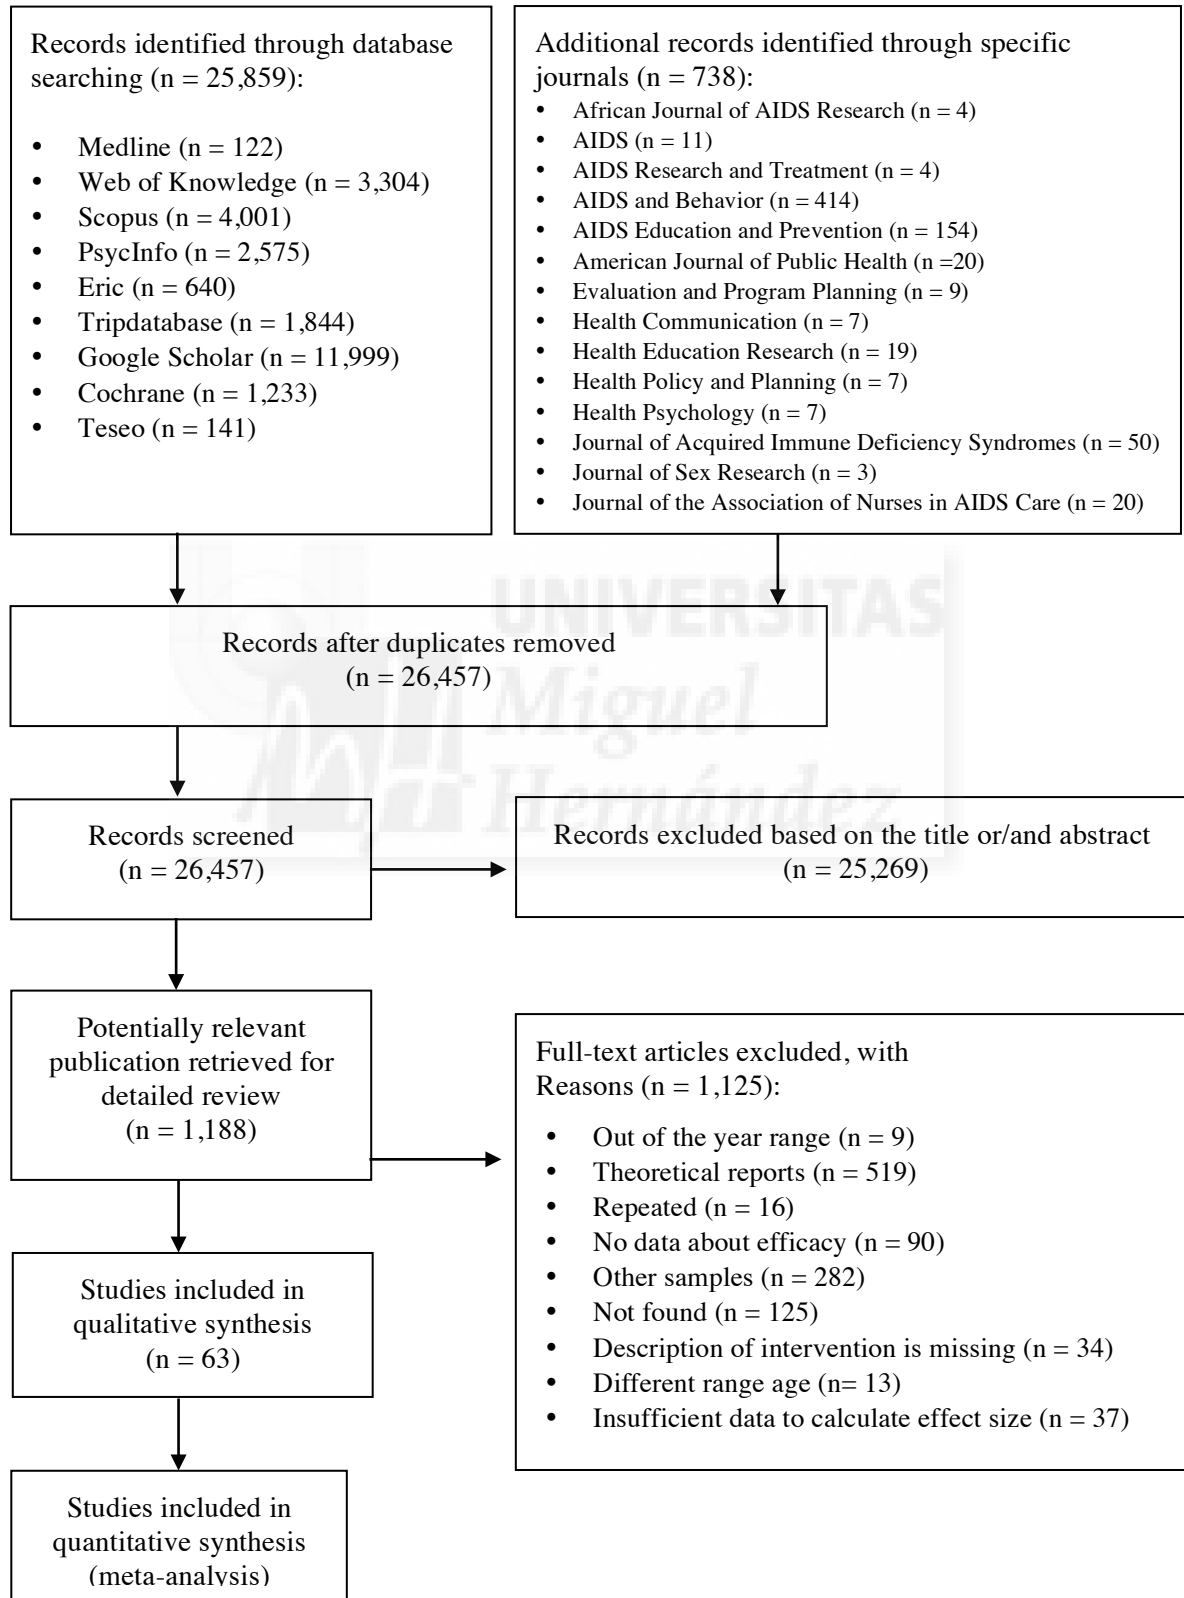 Records identified through database
searching (n = 25,859):
• Medline (n = 122)
• Web of Knowledge (n = 3,304)
• Scopus (n = 4,001)
• PsycInfo (n = 2,575)
• Eric (n = 640)
• Tripdatabase (n = 1,844)
• Google Scholar (n = 11,999)
• Cochrane (n = 1,233)
• Teseo (n = 141)
Additional records identified through specific
journals (n = 738):
• African Journal of AIDS Research (n = 4)
• AIDS (n = 11)
• AIDS Research and Treatment (n = 4)
• AIDS and Behavior (n = 414)
• AIDS Education and Prevention (n = 154)
• American Journal of Public Health (n =20)
• Evaluation and Program Planning (n = 9)
• Health Communication (n = 7)
• Health Education Research (n = 19)
• Health Policy and Planning (n = 7)
• Health Psychology (n = 7)
• Journal of Acquired Immune Deficiency Syndromes (n = 50)
• Journal of Sex Research (n = 3)
• Journal of the Association of Nurses in AIDS Care (n = 20)
UNIVERSITAS
Miguel
Hernández
Records after duplicates removed
(n = 26,457)
Records screened
(n = 26,457)
Records excluded based on the title or/and abstract
(n = 25,269)
Potentially relevant
publication retrieved for
detailed review
(n = 1,188)
Full-text articles excluded, with
Reasons (n = 1,125):
• Out of the year range (n = 9)
• Theoretical reports (n = 519)
• Repeated (n = 16)
• No data about efficacy (n = 90)
• Other samples (n = 282)
• Not found (n = 125)
• Description of intervention is missing (n = 34)
• Different range age (n= 13)
• Insufficient data to calculate effect size (n = 37)
Studies included in
qualitative synthesis
(n = 63)
Studies included in
quantitative synthesis
(meta-analysis)